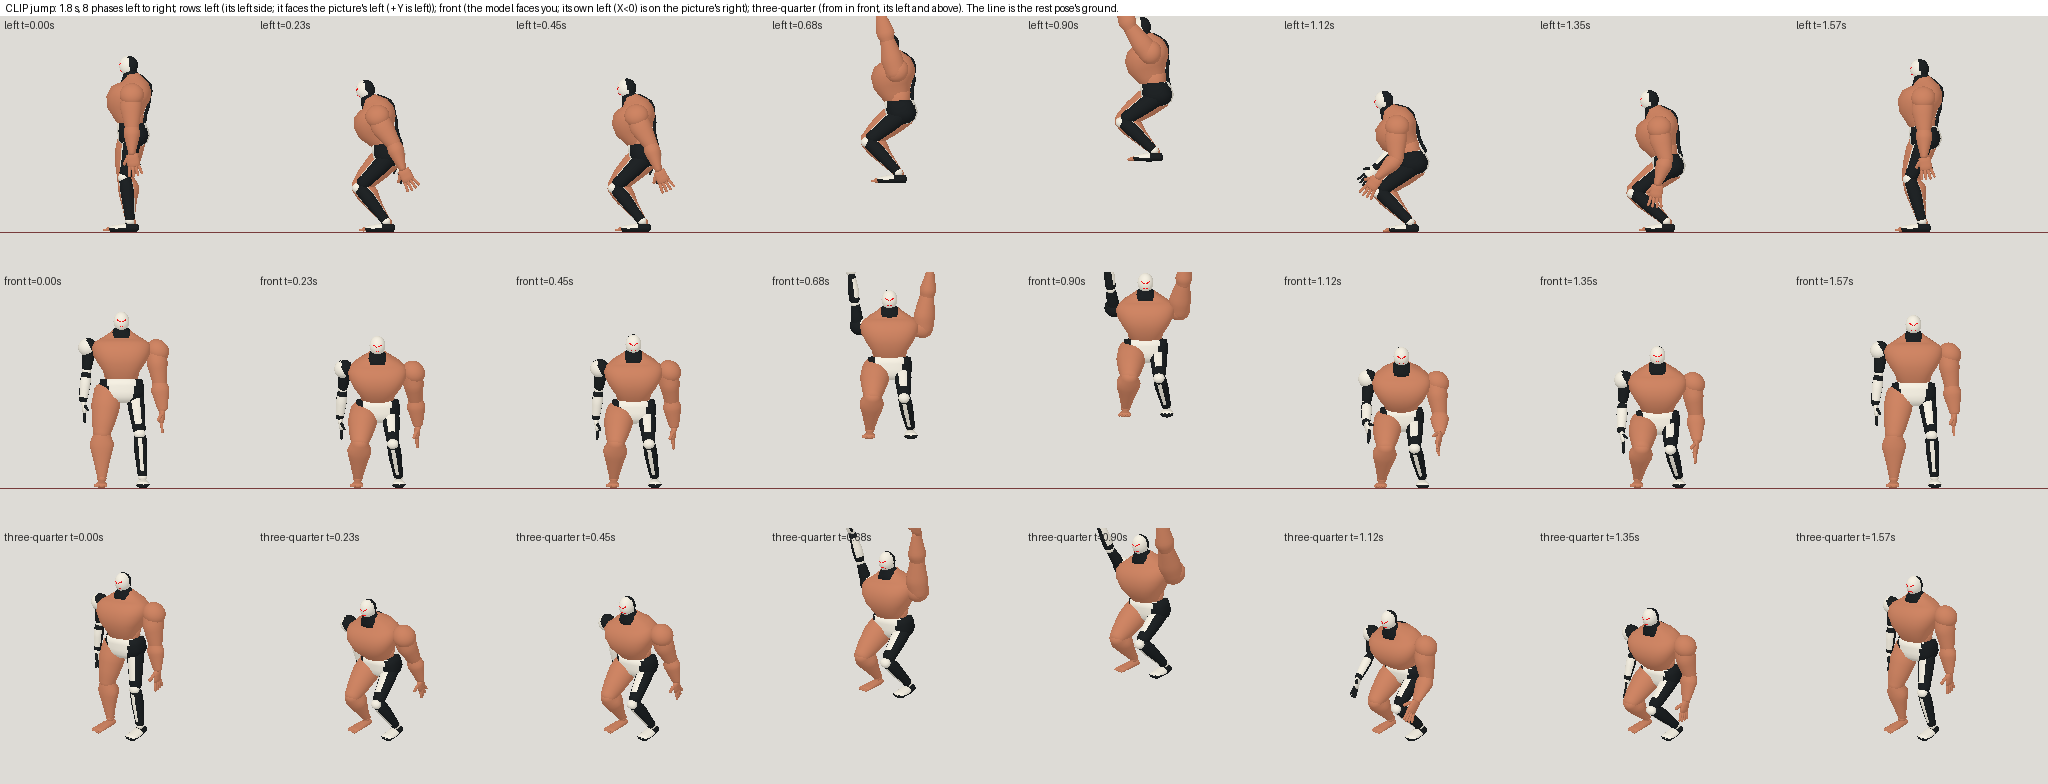 CLIP jump: 1.8 s, 8 phases left to right; rows: left (its left side; it faces the picture's left (+Y is left)); front (the model faces you; its own left (X<0) is on the picture's right); three-quarter (from in front, its left and above). The line is the rest pose's ground.
left t=0.00s left t=0.23s left t=0.45s left t=0.68s left t=0.90s left t=1.12s left t=1.35s left t=1.57s
front t=0.00s front t=0.23s front t=0.45s front t=0.68s front t=0.90s front t=1.12s front t=1.35s front t=1.57s
three-quarter t=0.00s three-quarter t=0.23s three-quarter t=0.45s three-quarter t=0.68s three-quarter t=0.90s three-quarter t=1.12s three-quarter t=1.35s three-quarter t=1.57s